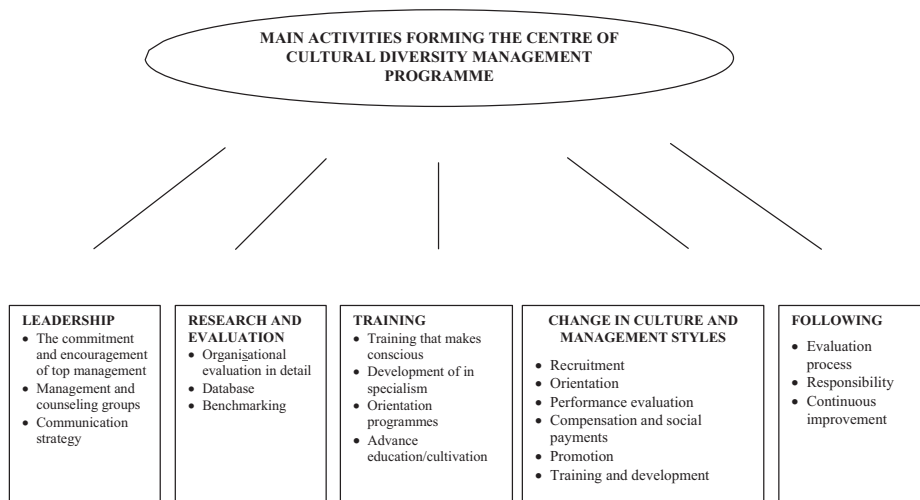 MAIN ACTIVITIES FORMING THE CENTRE OF
CULTURAL DIVERSITY MANAGEMENT
PROGRAMME
LEADERSHIP
• The commitment
and encouragement
of top management
• Management and
counseling groups
• Communication
strategy
RESEARCH AND
EVALUATION
• Organisational
evaluation in detail
• Database
• Benchmarking
TRAINING
• Training that makes
conscious
• Development of in
specialism
• Orientation
programmes
• Advance
education/cultivation
CHANGE IN CULTURE AND
MANAGEMENT STYLES
• Recruitment
• Orientation
• Performance evaluation
• Compensation and social
payments
• Promotion
• Training and development
FOLLOWING
• Evaluation
process
• Responsibility
• Continuous
improvement